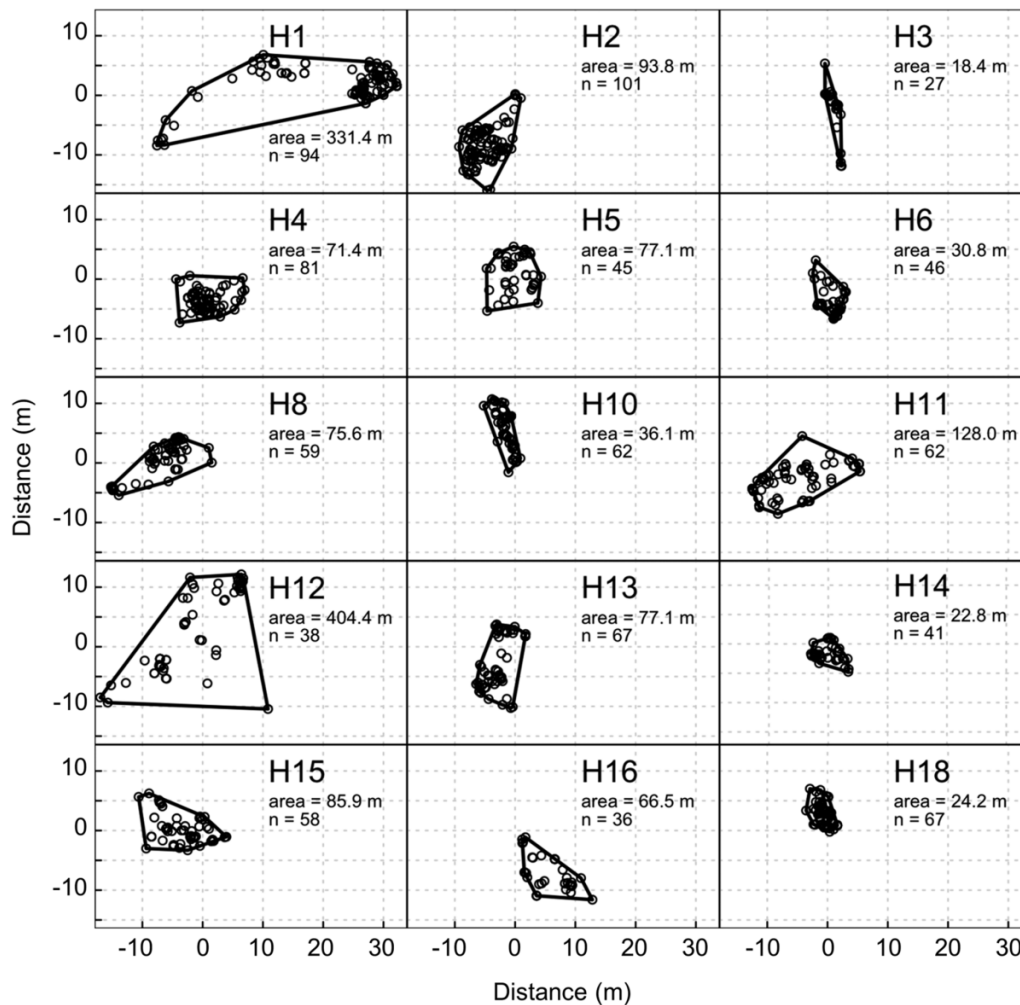 H1
area = 331.4 m
n = 94
H2
area = 93.8 m
n = 101
H3
area = 18.4 m
n = 27
H4
area = 71.4 m
n = 81
H5
area = 77.1 m
n = 45
H6
area = 30.8 m
n = 46
H8
area = 75.6 m
n = 59
H10
area = 36.1 m
n = 62
H11
area = 128.0 m
n = 62
H12
area = 404.4 m
n = 38
H13
area = 77.1 m
n = 67
H14
area = 22.8 m
n = 41
H15
area = 85.9 m
n = 58
H16
area = 66.5 m
n = 36
H18
area = 24.2 m
n = 67
10
0
-10
10
0
-10
10
0
-10
10
0
-10
10
0
-10
Distance (m)
-10 0 10 20 30 -10 0 10 20 30 -10 0 10 20 30
Distance (m)